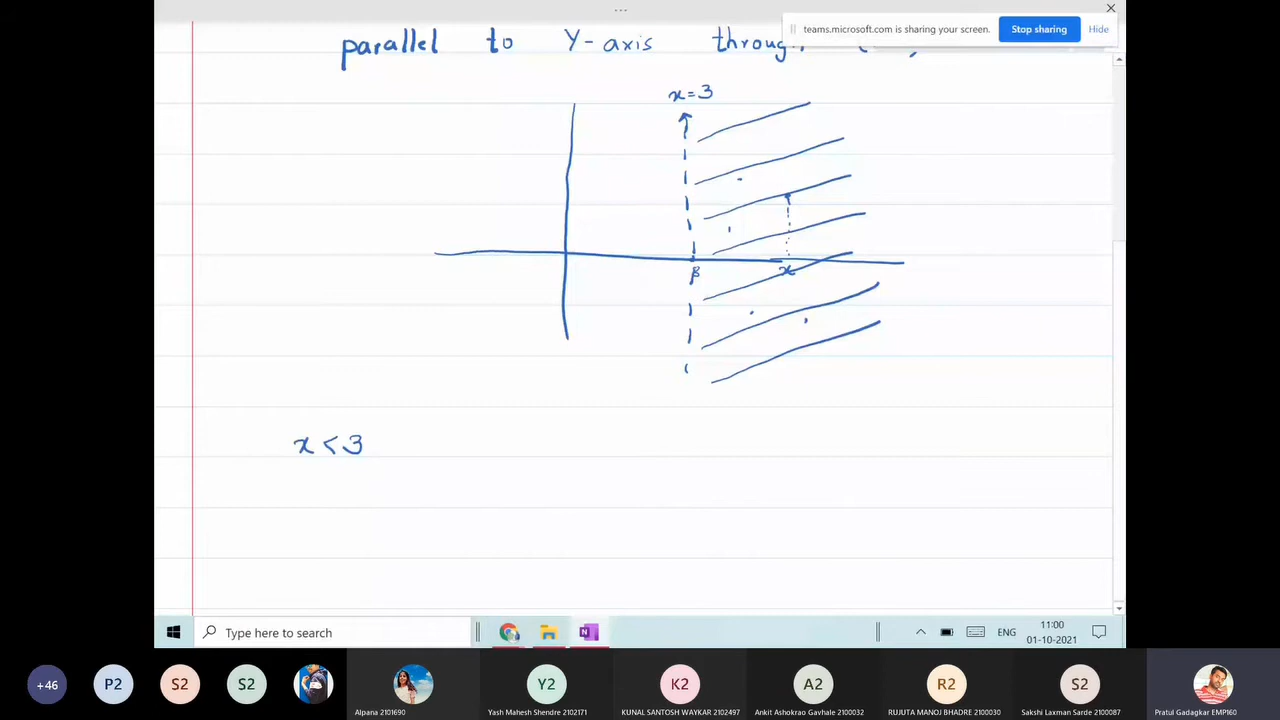 teams.microsoft.com is sharing your screen.
Stop sharing
Hide
parallel to Y-axis through
x=3
x
x<3
Type here to search
ENG
11:00
01-10-2021
+46
P2
S2
S2
Y2
K2
A2
R2
S2
Alpana 2101690
Yash Mahesh Shendre 2102171
KUNAL SANTOSH WAYKAR 2102497
Ankit Ashokrao Gavhale 2100032
RUJUTA MANOJ BHADRE 2100030
Sakshi Laxman Sarde 2100087
Pratul Gadagkar EMP160